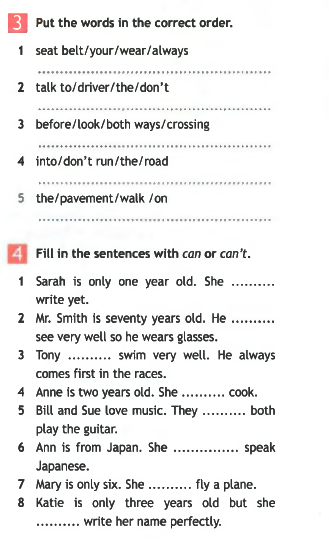 3 Put the words in the correct order.
1 seat belt/your/wear/always
............................................................
2 talk to/driver/the/don't
............................................................
3 before/look/both ways/crossing
............................................................
4 into/don't run/the/road
............................................................
5 the/pavement/walk /on
............................................................
4 Fill in the sentences with can or can't.
1 Sarah is only one year old. She ..........
write yet.
2 Mr. Smith is seventy years old. He ..........
see very well so he wears glasses.
3 Tony .......... swim very well. He always
comes first in the races.
4 Anne is two years old. She .......... cook.
5 Bill and Sue love music. They .......... both
play the guitar.
6 Ann is from Japan. She ............... speak
Japanese.
7 Mary is only six. She .......... fly a plane.
8 Katie is only three years old but she
.......... write her name perfectly.